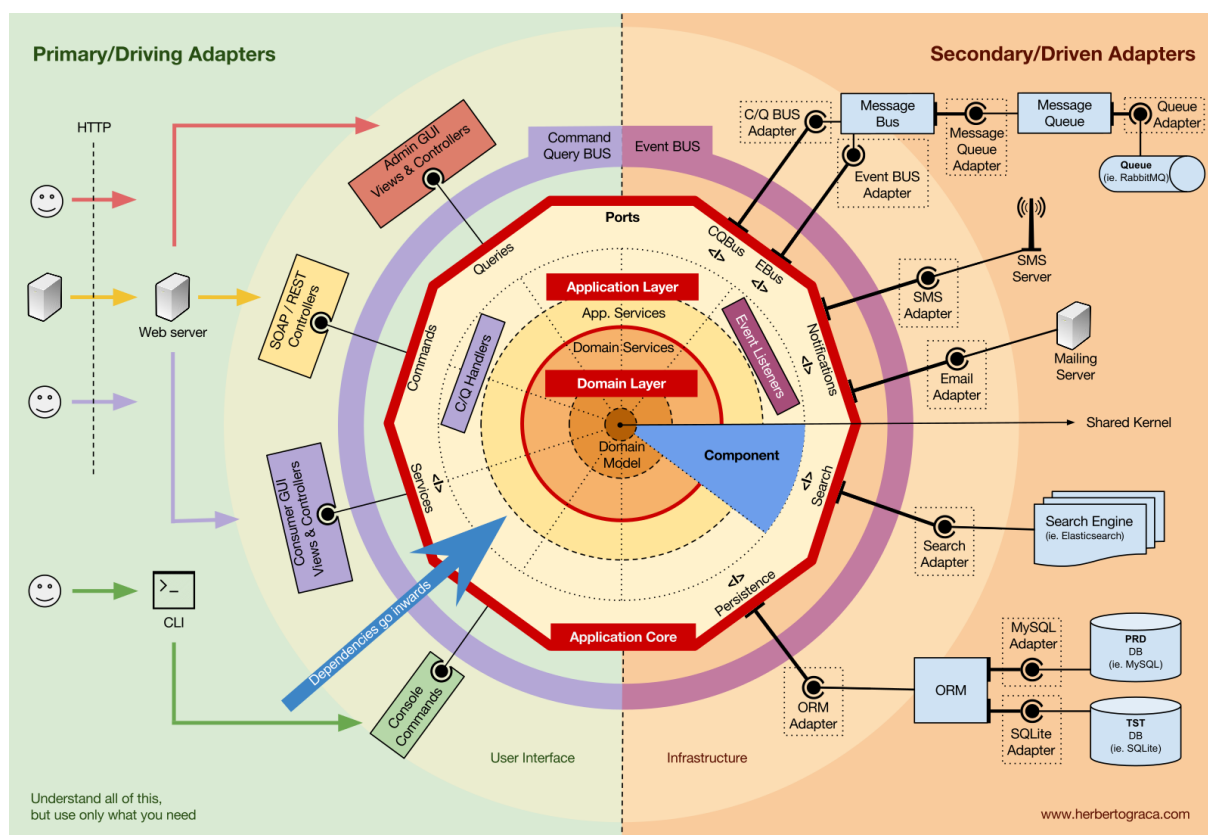 Primary/Driving Adapters
Secondary/Driven Adapters
HTTP
Web server
CLI
Admin GUI
Views & Controllers
SOAP / REST
Controllers
Consumer GUI
Views & Controllers
Console
Commands
Dependencies go inwards
Command
Query BUS
Event BUS
Ports
Queries
Commands
Services
</>
C/Q Handlers
Application Layer
App. Services
Domain Services
Domain Layer
Domain
Model
Component
Event Listeners
CQBus
</>
EBus
</>
Notifications
</>
Search
</>
Persistence
</>
Application Core
User Interface
Infrastructure
C/Q BUS
Adapter
Message
Bus
Event BUS
Adapter
Message
Queue
Adapter
Message
Queue
Queue
Adapter
Queue
(ie. RabbitMQ)
SMS
Adapter
SMS
Server
Email
Adapter
Mailing
Server
Shared Kernel
Search
Adapter
Search Engine
(ie. Elasticsearch)
ORM
Adapter
ORM
MySQL
Adapter
PRD
DB
(ie. MySQL)
SQLite
Adapter
TST
DB
(ie. SQLite)
Understand all of this,
but use only what you need
www.herbertograca.com